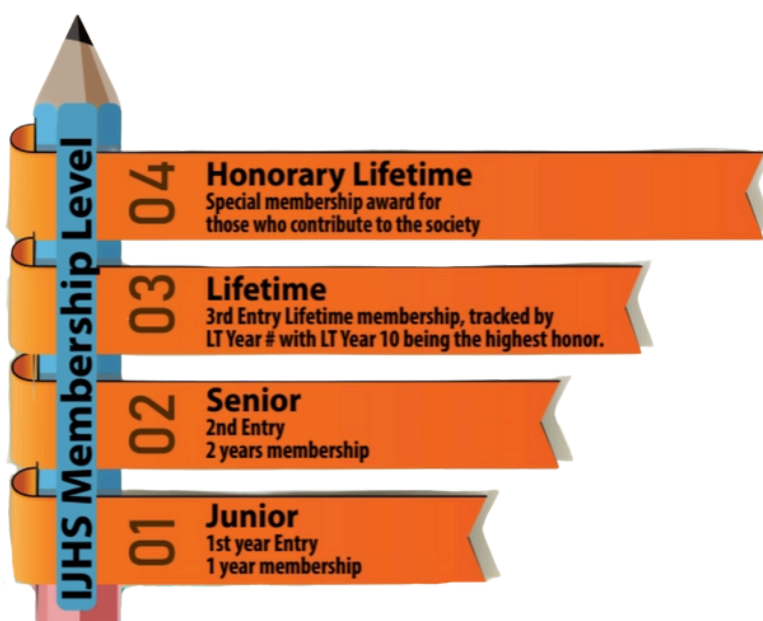 IJHS Membership Level
04
Honorary Lifetime
Special membership award for
those who contribute to the society
03
Lifetime
3rd Entry Lifetime membership, tracked by
LT Year # with LT Year 10 being the highest honor.
02
Senior
2nd Entry
2 years membership
01
Junior
1st year Entry
1 year membership